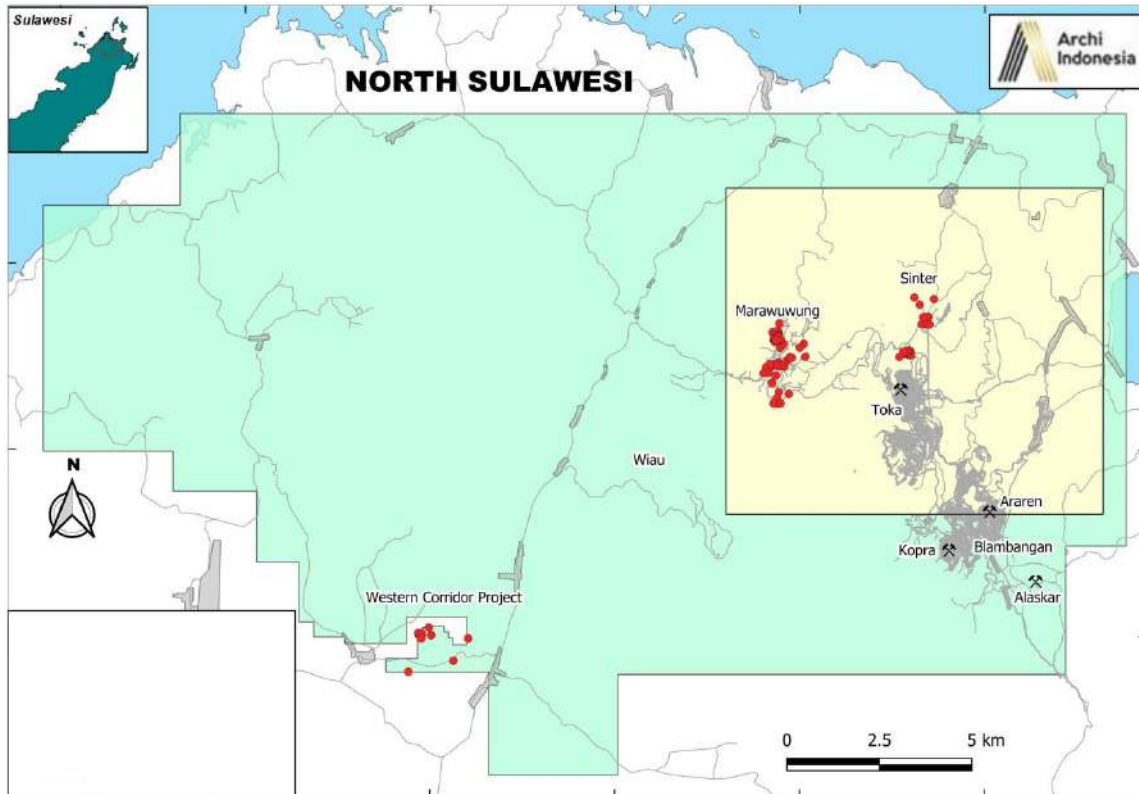 Sulawesi
NORTH SULAWESI
Archi
Indonesia
Sinter
Marawuwung
Toka
Wiau
Araren
Kopra
Blambangan
Alaskar
Western Corridor Project
N
0 2.5 5 km